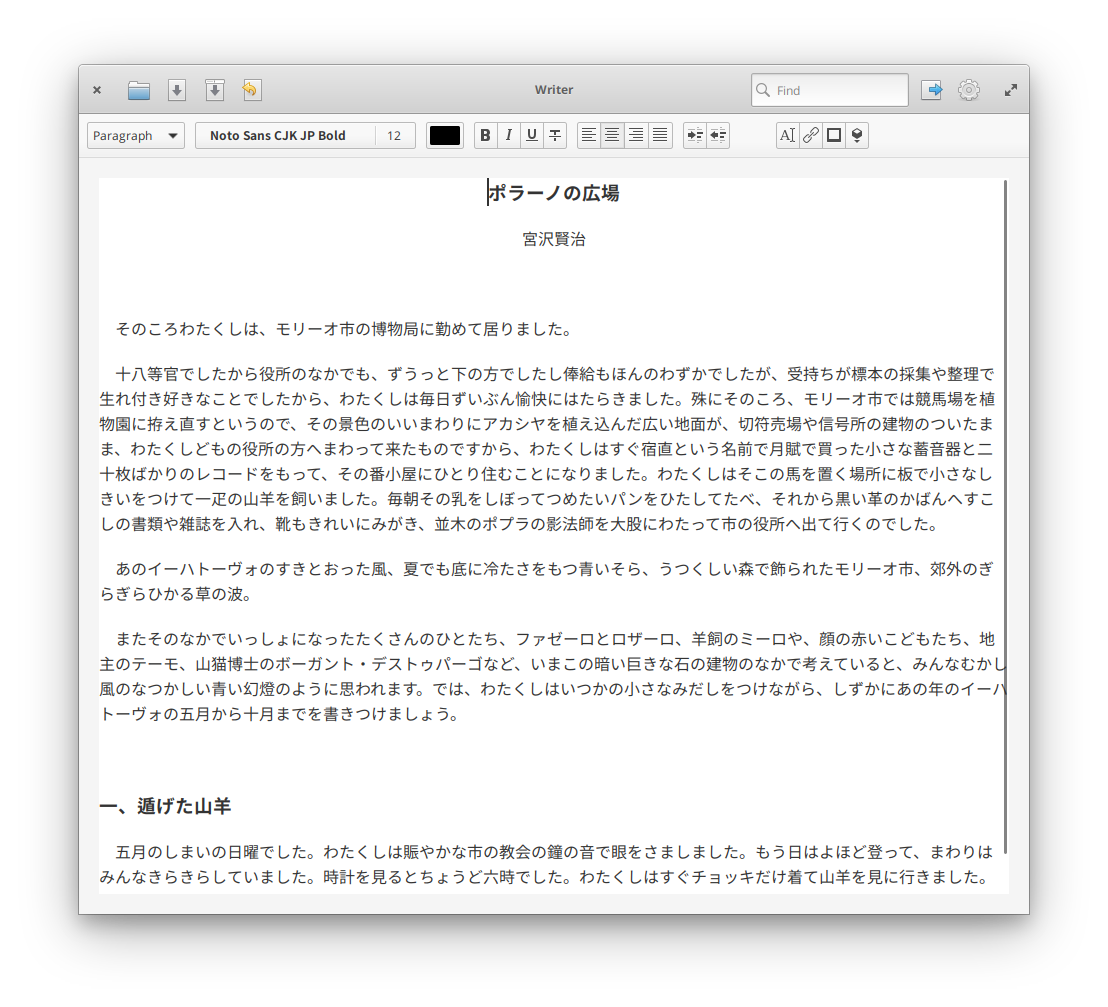 Writer
Find
Paragraph
Noto Sans CJK JP Bold
12
B I U T
A
ポラーノの広場
宮沢賢治
そのころわたくしは、モリーオ市の博物局に勤めて居りました。
十八等官でしたから役所のなかでも、ずうっと下の方でしたし俸給もほんのわずかでしたが、受持ちが標本の採集や整理で
生れ付き好きなことでしたから、わたくしは毎日ずいぶん愉快にはたらきました。殊にそのころ、モリーオ市では競馬場を植
物園に拵え直すというので、その景色のいいまわりにアカシヤを植え込んだ広い地面が、切符売場や信号所の建物のついたま
ま、わたくしどもの役所の方へまわって来たものですから、わたくしはすぐ宿直という名前で月賦で買った小さな蓄音器と二
十枚ばかりのレコードをもって、その番小屋にひとり住むことになりました。わたくしはそこの馬を置く場所に板で小さなし
きいをつけて一疋の山羊を飼いました。毎朝その乳をしぼってつめたいパンをひたしてたべ、それから黒い革のかばんへすこ
しの書類や雑誌を入れ、靴もきれいにみがき、並木のポプラの影法師を大股にわたって市の役所へ出て行くのでした。
あのイーハトーヴォのすきとおった風、夏でも底に冷たさをもつ青いそら、うつくしい森で飾られたモリーオ市、郊外のぎ
らぎらひかる草の波。
またそのなかでいっしょになったたくさんのひとたち、ファゼーロとロザーロ、羊飼のミーロや、顔の赤いこどもたち、地
主のテーモ、山猫博士のボーガント・デストゥパーゴなど、いまこの暗い巨きな石の建物のなかで考えていると、みんなむかし
風のなつかしい青い幻燈のように思われます。では、わたくしはいつかの小さなみだしをつけながら、しずかにあの年のイーハ
トーヴォの五月から十月までを書きつけましょう。
一、遁げた山羊
五月のしまいの日曜でした。わたくしは賑やかな市の教会の鐘の音で眼をさましました。もう日はよほど登って、まわりは
みんなきらきらしていました。時計を見るとちょうど六時でした。わたくしはすぐチョッキだけ着て山羊を見に行きました。